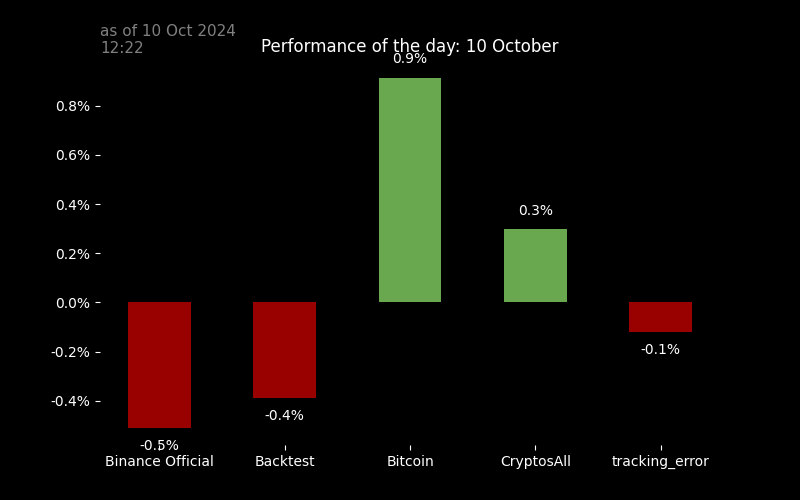 as of 10 Oct 2024
12:22
Performance of the day: 10 October
0.9%
0.8%
0.6%
0.4%
0.3%
0.2%
0.0%
-0.2%
-0.1%
-0.4%
-0.4%
-0.5%
Binance Official
Backtest
Bitcoin
CryptosAll
tracking_error